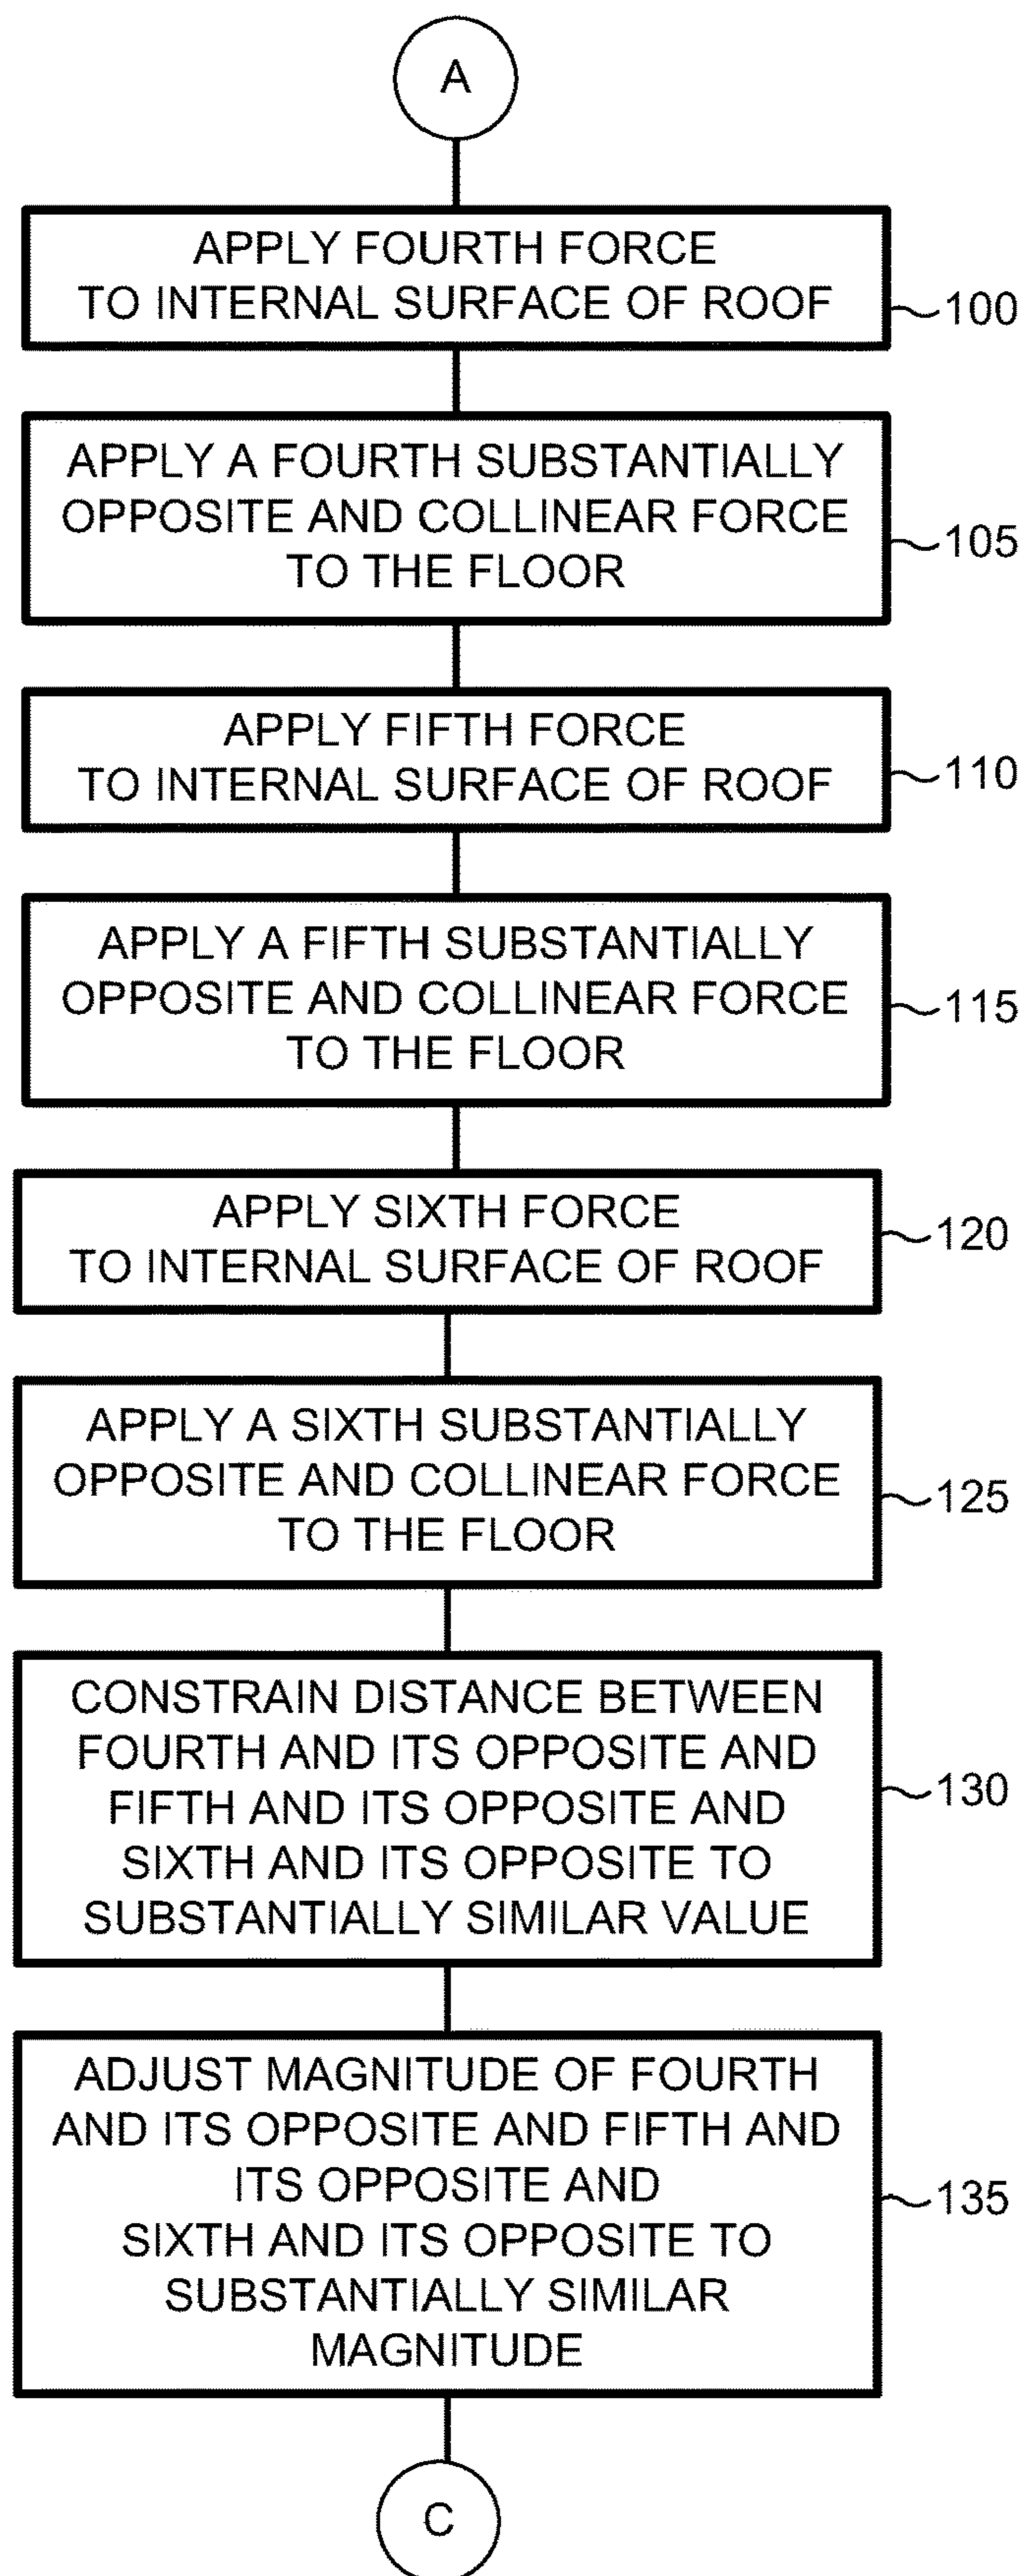 A
APPLY FOURTH FORCE
TO INTERNAL SURFACE OF ROOF
100
APPLY A FOURTH SUBSTANTIALLY
OPPOSITE AND COLLINEAR FORCE
TO THE FLOOR
105
APPLY FIFTH FORCE
TO INTERNAL SURFACE OF ROOF
110
APPLY A FIFTH SUBSTANTIALLY
OPPOSITE AND COLLINEAR FORCE
TO THE FLOOR
115
APPLY SIXTH FORCE
TO INTERNAL SURFACE OF ROOF
120
APPLY A SIXTH SUBSTANTIALLY
OPPOSITE AND COLLINEAR FORCE
TO THE FLOOR
125
CONSTRAIN DISTANCE BETWEEN
FOURTH AND ITS OPPOSITE AND
FIFTH AND ITS OPPOSITE AND
SIXTH AND ITS OPPOSITE TO
SUBSTANTIALLY SIMILAR VALUE
130
ADJUST MAGNITUDE OF FOURTH
AND ITS OPPOSITE AND FIFTH AND
ITS OPPOSITE AND
SIXTH AND ITS OPPOSITE TO
SUBSTANTIALLY SIMILAR
MAGNITUDE
135
C